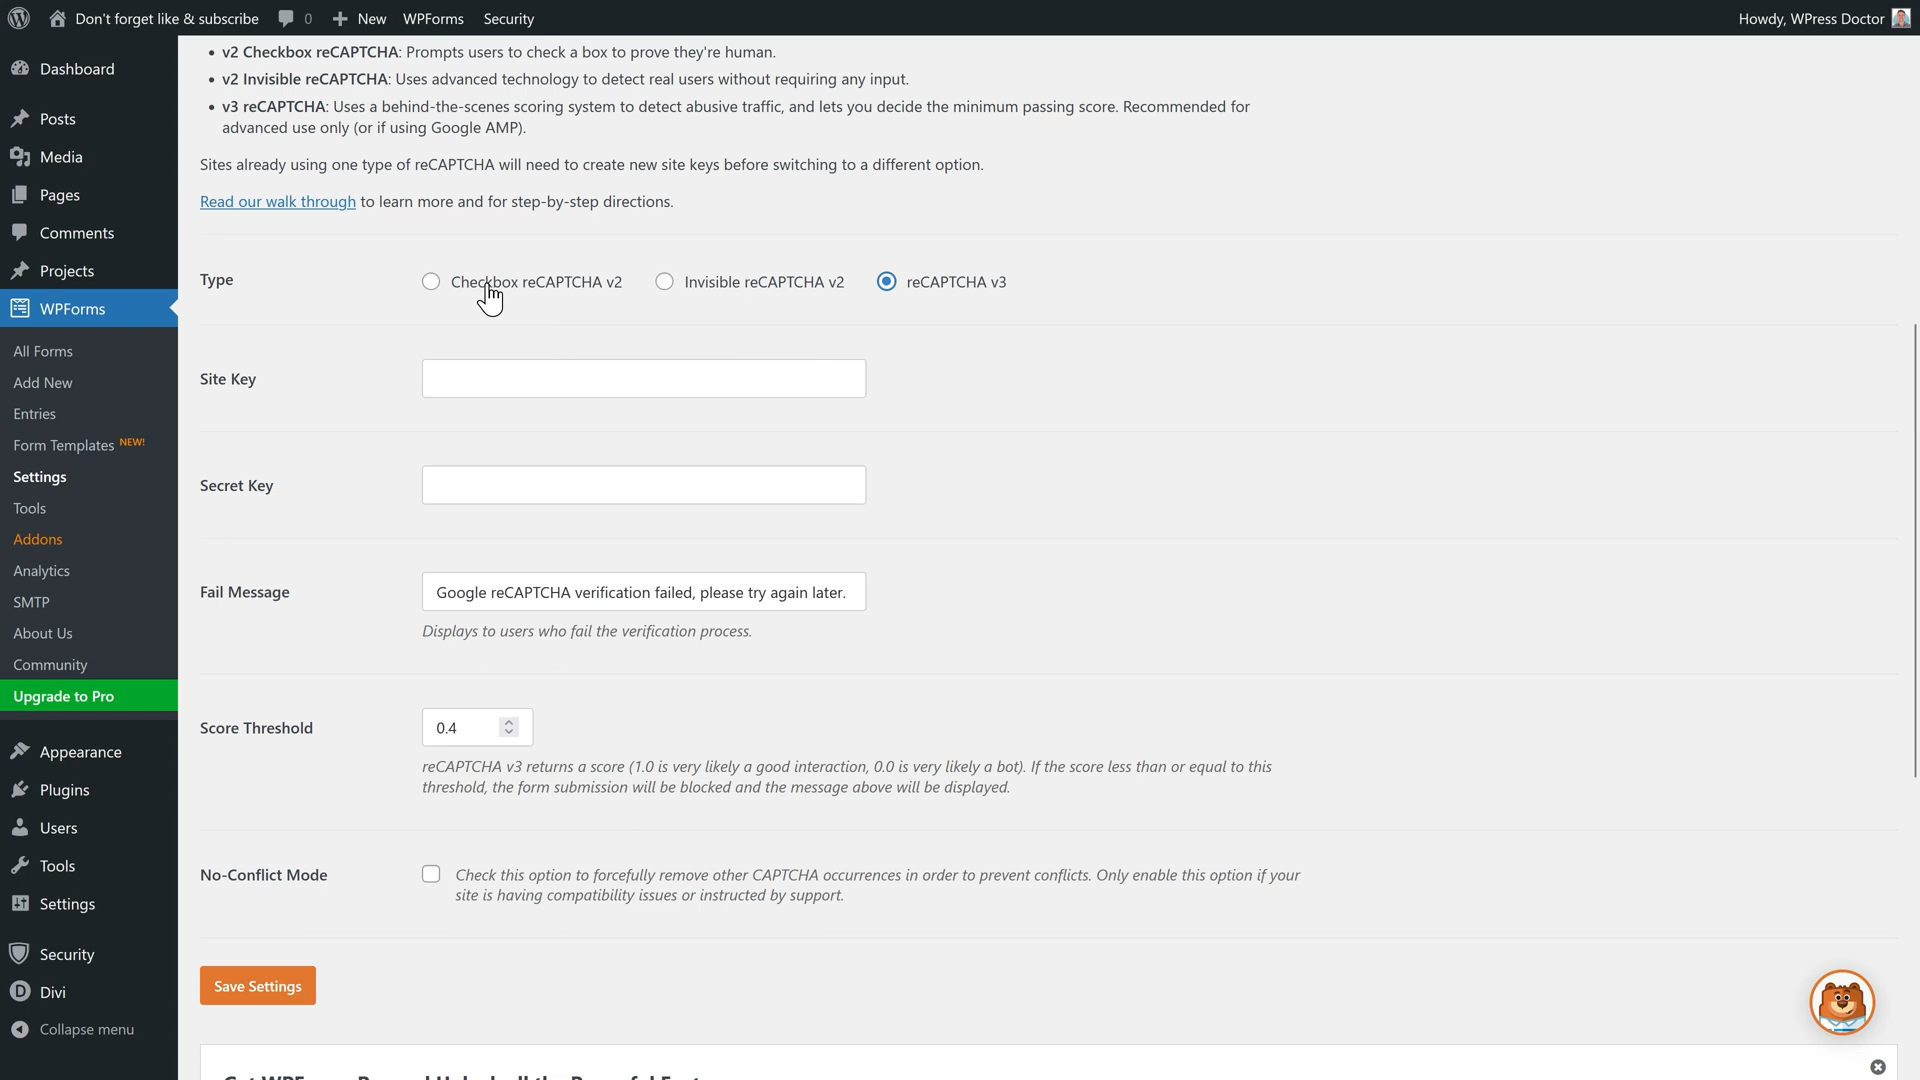 Don't forget like & subscribe 0 New WPForms Security Howdy, WPress Doctor
Dashboard
Posts
Media
Pages
Comments
Projects
WPForms
All Forms
Add New
Entries
Form Templates NEW!
Settings
Tools
Addons
Analytics
SMTP
About Us
Community
Upgrade to Pro
Appearance
Plugins
Users
Tools
Settings
Security
Divi
Collapse menu
• v2 Checkbox reCAPTCHA: Prompts users to check a box to prove they're human.
• v2 Invisible reCAPTCHA: Uses advanced technology to detect real users without requiring any input.
• v3 reCAPTCHA: Uses a behind-the-scenes scoring system to detect abusive traffic, and lets you decide the minimum passing score. Recommended for
advanced use only (or if using Google AMP).
Sites already using one type of reCAPTCHA will need to create new site keys before switching to a different option.
Read our walk through to learn more and for step-by-step directions.
Type Checkbox reCAPTCHA v2 Invisible reCAPTCHA v2 reCAPTCHA v3
Site Key
Secret Key
Fail Message Google reCAPTCHA verification failed, please try again later.
Displays to users who fail the verification process.
Score Threshold 0.4
reCAPTCHA v3 returns a score (1.0 is very likely a good interaction, 0.0 is very likely a bot). If the score less than or equal to this
threshold, the form submission will be blocked and the message above will be displayed.
No-Conflict Mode Check this option to forcefully remove other CAPTCHA occurrences in order to prevent conflicts. Only enable this option if your
site is having compatibility issues or instructed by support.
Save Settings